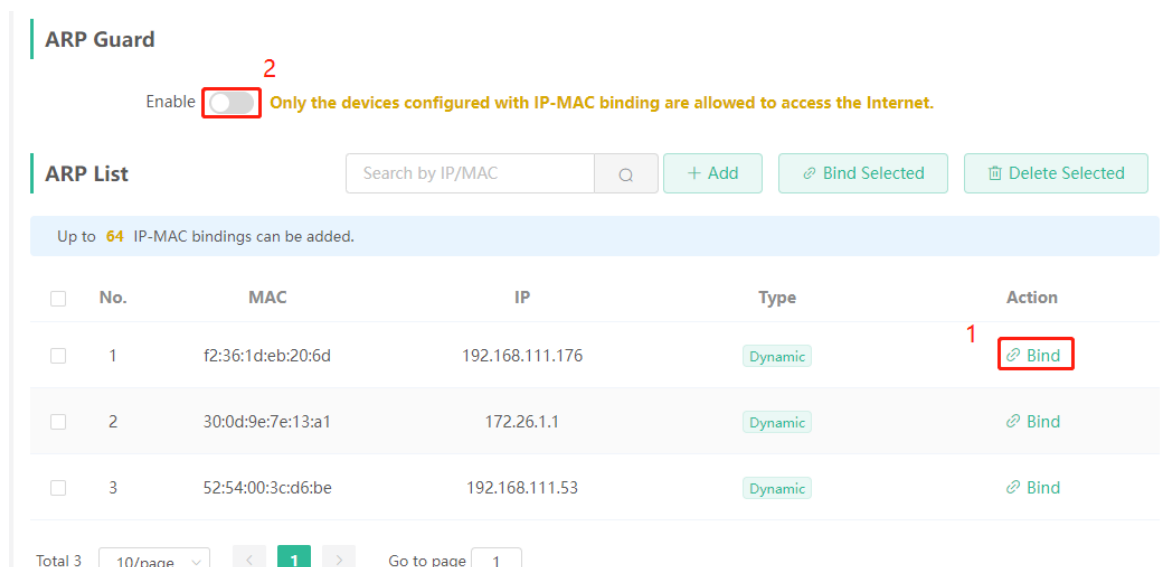 ARP Guard
2
Enable Only the devices configured with IP-MAC binding are allowed to access the Internet.
ARP List Search by IP/MAC + Add Bind Selected Delete Selected
Up to 64 IP-MAC bindings can be added.
No. MAC IP Type Action
1
1 f2:36:1d:eb:20:6d 192.168.111.176 Dynamic Bind
2 30:0d:9e:7e:13:a1 172.26.1.1 Dynamic Bind
3 52:54:00:3c:d6:be 192.168.111.53 Dynamic Bind
Total 3 10/page < 1 > Go to page 1